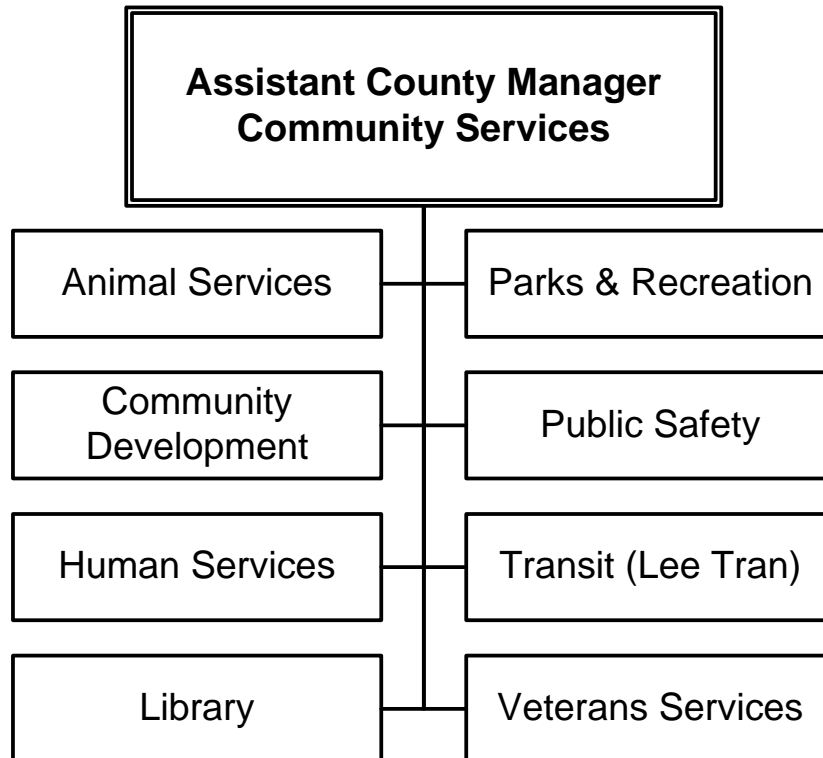 Assistant County Manager
Community Services
Animal Services
Parks & Recreation
Community
Development
Public Safety
Human Services
Transit (Lee Tran)
Library
Veterans Services